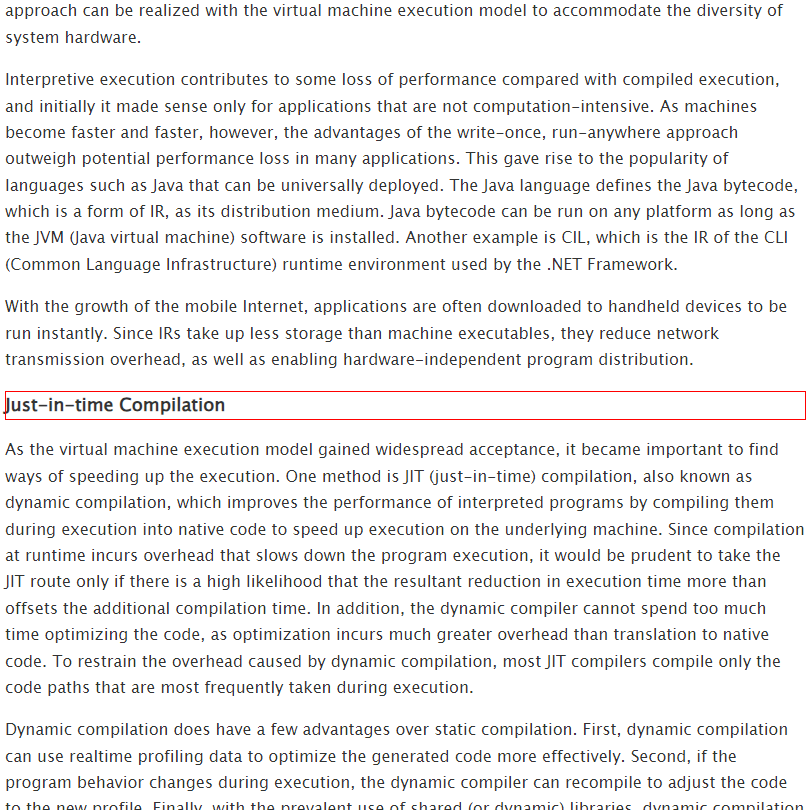 approach can be realized with the virtual machine execution model to accommodate the diversity of
system hardware.
Interpretive execution contributes to some loss of performance compared with compiled execution,
and initially it made sense only for applications that are not computation-intensive. As machines
become faster and faster, however, the advantages of the write-once, run-anywhere approach
outweigh potential performance loss in many applications. This gave rise to the popularity of
languages such as Java that can be universally deployed. The Java language defines the Java bytecode,
which is a form of IR, as its distribution medium. Java bytecode can be run on any platform as long as
the JVM (Java virtual machine) software is installed. Another example is CIL, which is the IR of the CLI
(Common Language Infrastructure) runtime environment used by the .NET Framework.
With the growth of the mobile Internet, applications are often downloaded to handheld devices to be
run instantly. Since IRs take up less storage than machine executables, they reduce network
transmission overhead, as well as enabling hardware-independent program distribution.
Just-in-time Compilation
As the virtual machine execution model gained widespread acceptance, it became important to find
ways of speeding up the execution. One method is JIT (just-in-time) compilation, also known as
dynamic compilation, which improves the performance of interpreted programs by compiling them
during execution into native code to speed up execution on the underlying machine. Since compilation
at runtime incurs overhead that slows down the program execution, it would be prudent to take the
JIT route only if there is a high likelihood that the resultant reduction in execution time more than
offsets the additional compilation time. In addition, the dynamic compiler cannot spend too much
time optimizing the code, as optimization incurs much greater overhead than translation to native
code. To restrain the overhead caused by dynamic compilation, most JIT compilers compile only the
code paths that are most frequently taken during execution.
Dynamic compilation does have a few advantages over static compilation. First, dynamic compilation
can use realtime profiling data to optimize the generated code more effectively. Second, if the
program behavior changes during execution, the dynamic compiler can recompile to adjust the code
to the new profile. Finally, with the prevalent use of shared (or dynamic) libraries, dynamic compilation